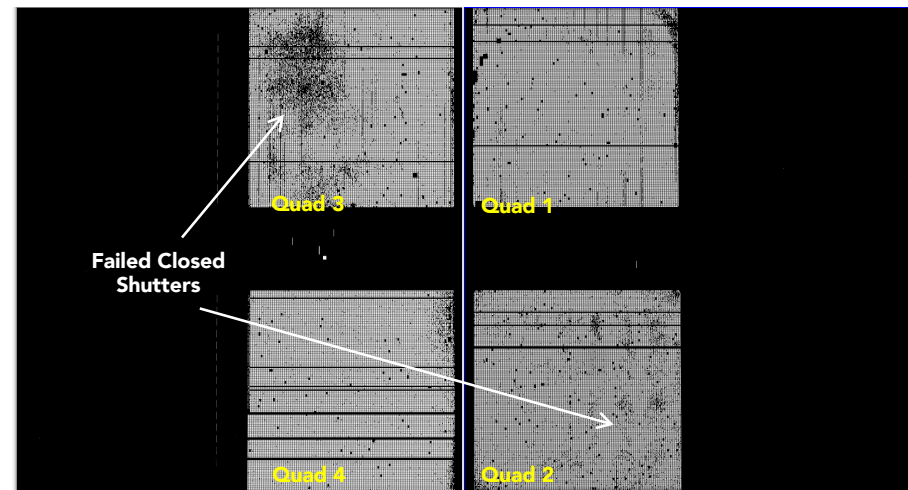 Quad 3
Quad 1
Failed Closed
Shutters
Quad 4
Quad 2